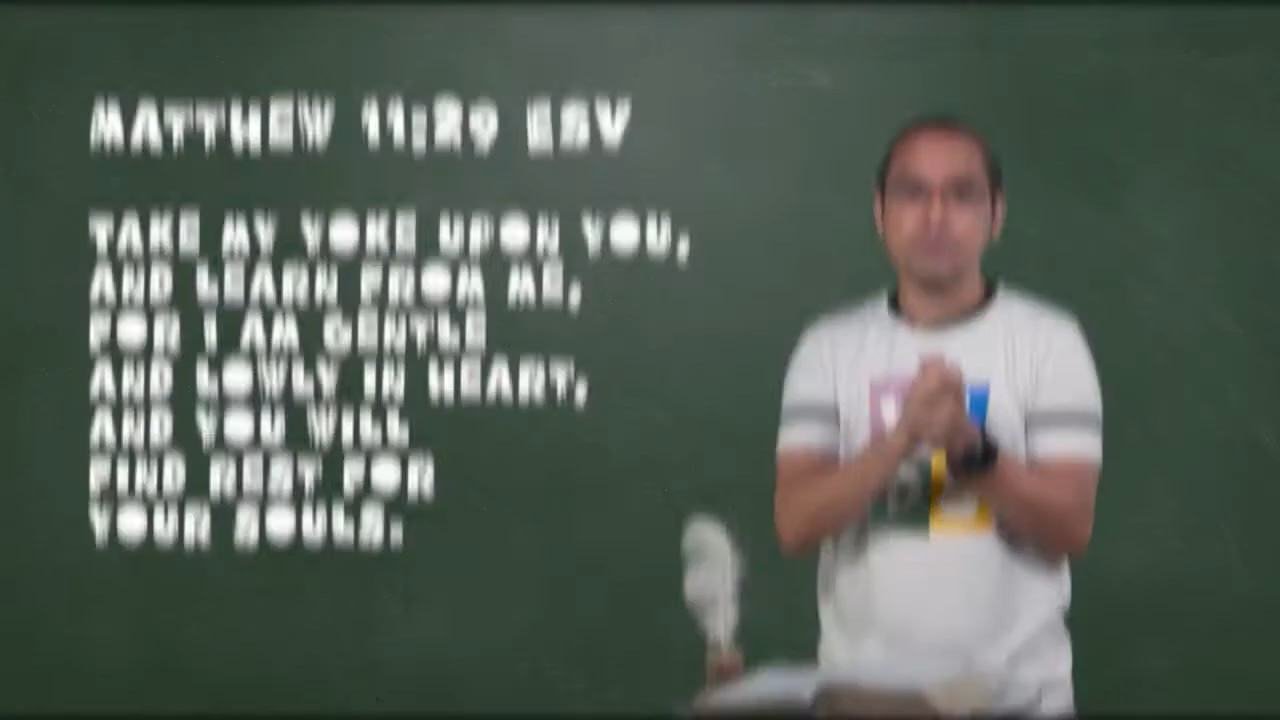 MATTHEW 11:29 ESV
TAKE MY YOKE UPON YOU,
AND LEARN FROM ME,
FOR I AM GENTLE
AND LOWLY IN HEART,
AND YOU WILL
FIND REST FOR
YOUR SOULS.